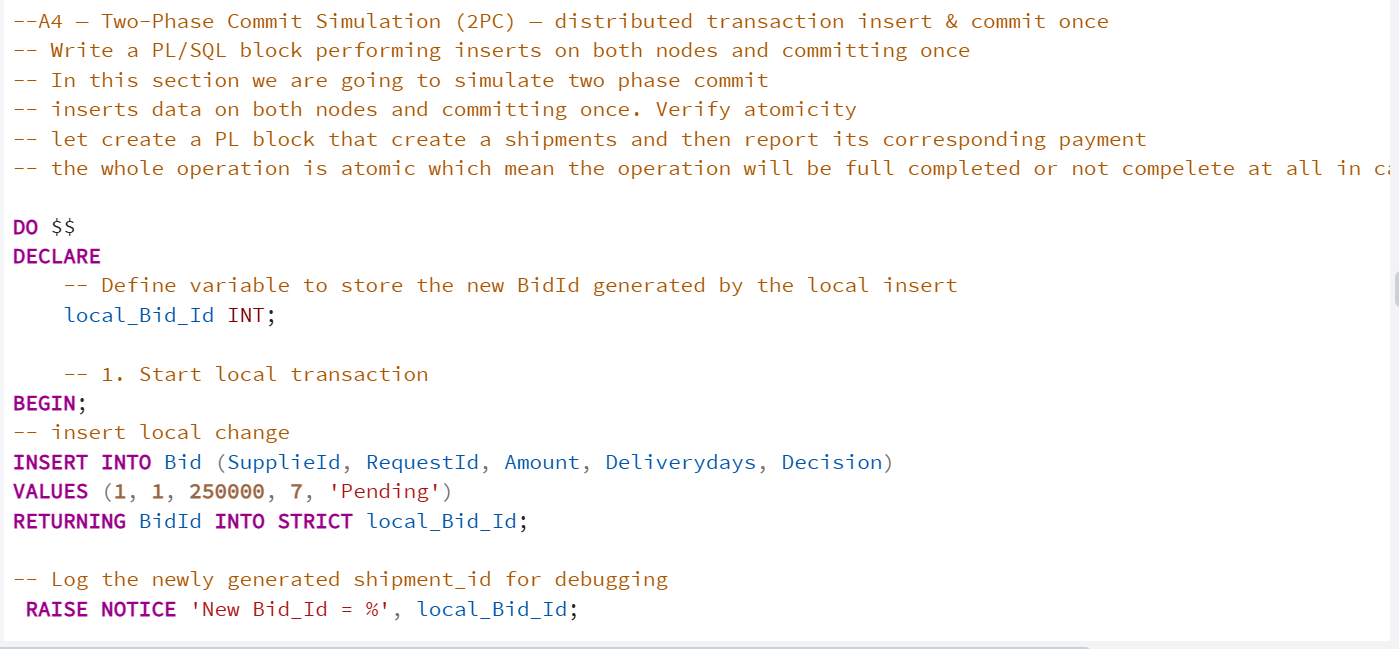 --A4 – Two-Phase Commit Simulation (2PC) – distributed transaction insert & commit once
-- Write a PL/SQL block performing inserts on both nodes and committing once
-- In this section we are going to simulate two phase commit
-- inserts data on both nodes and committing once. Verify atomicity
-- let create a PL block that create a shipments and then report its corresponding payment
-- the whole operation is atomic which mean the operation will be full completed or not compelete at all in
DO $$
DECLARE
-- Define variable to store the new BidId generated by the local insert
local_Bid_Id INT;
-- 1. Start local transaction
BEGIN;
-- insert local change
INSERT INTO Bid (SupplieId, RequestId, Amount, Deliverydays, Decision)
VALUES (1, 1, 250000, 7, 'Pending')
RETURNING BidId INTO STRICT local_Bid_Id;
-- Log the newly generated shipment_id for debugging
RAISE NOTICE 'New Bid_Id = %', local_Bid_Id;